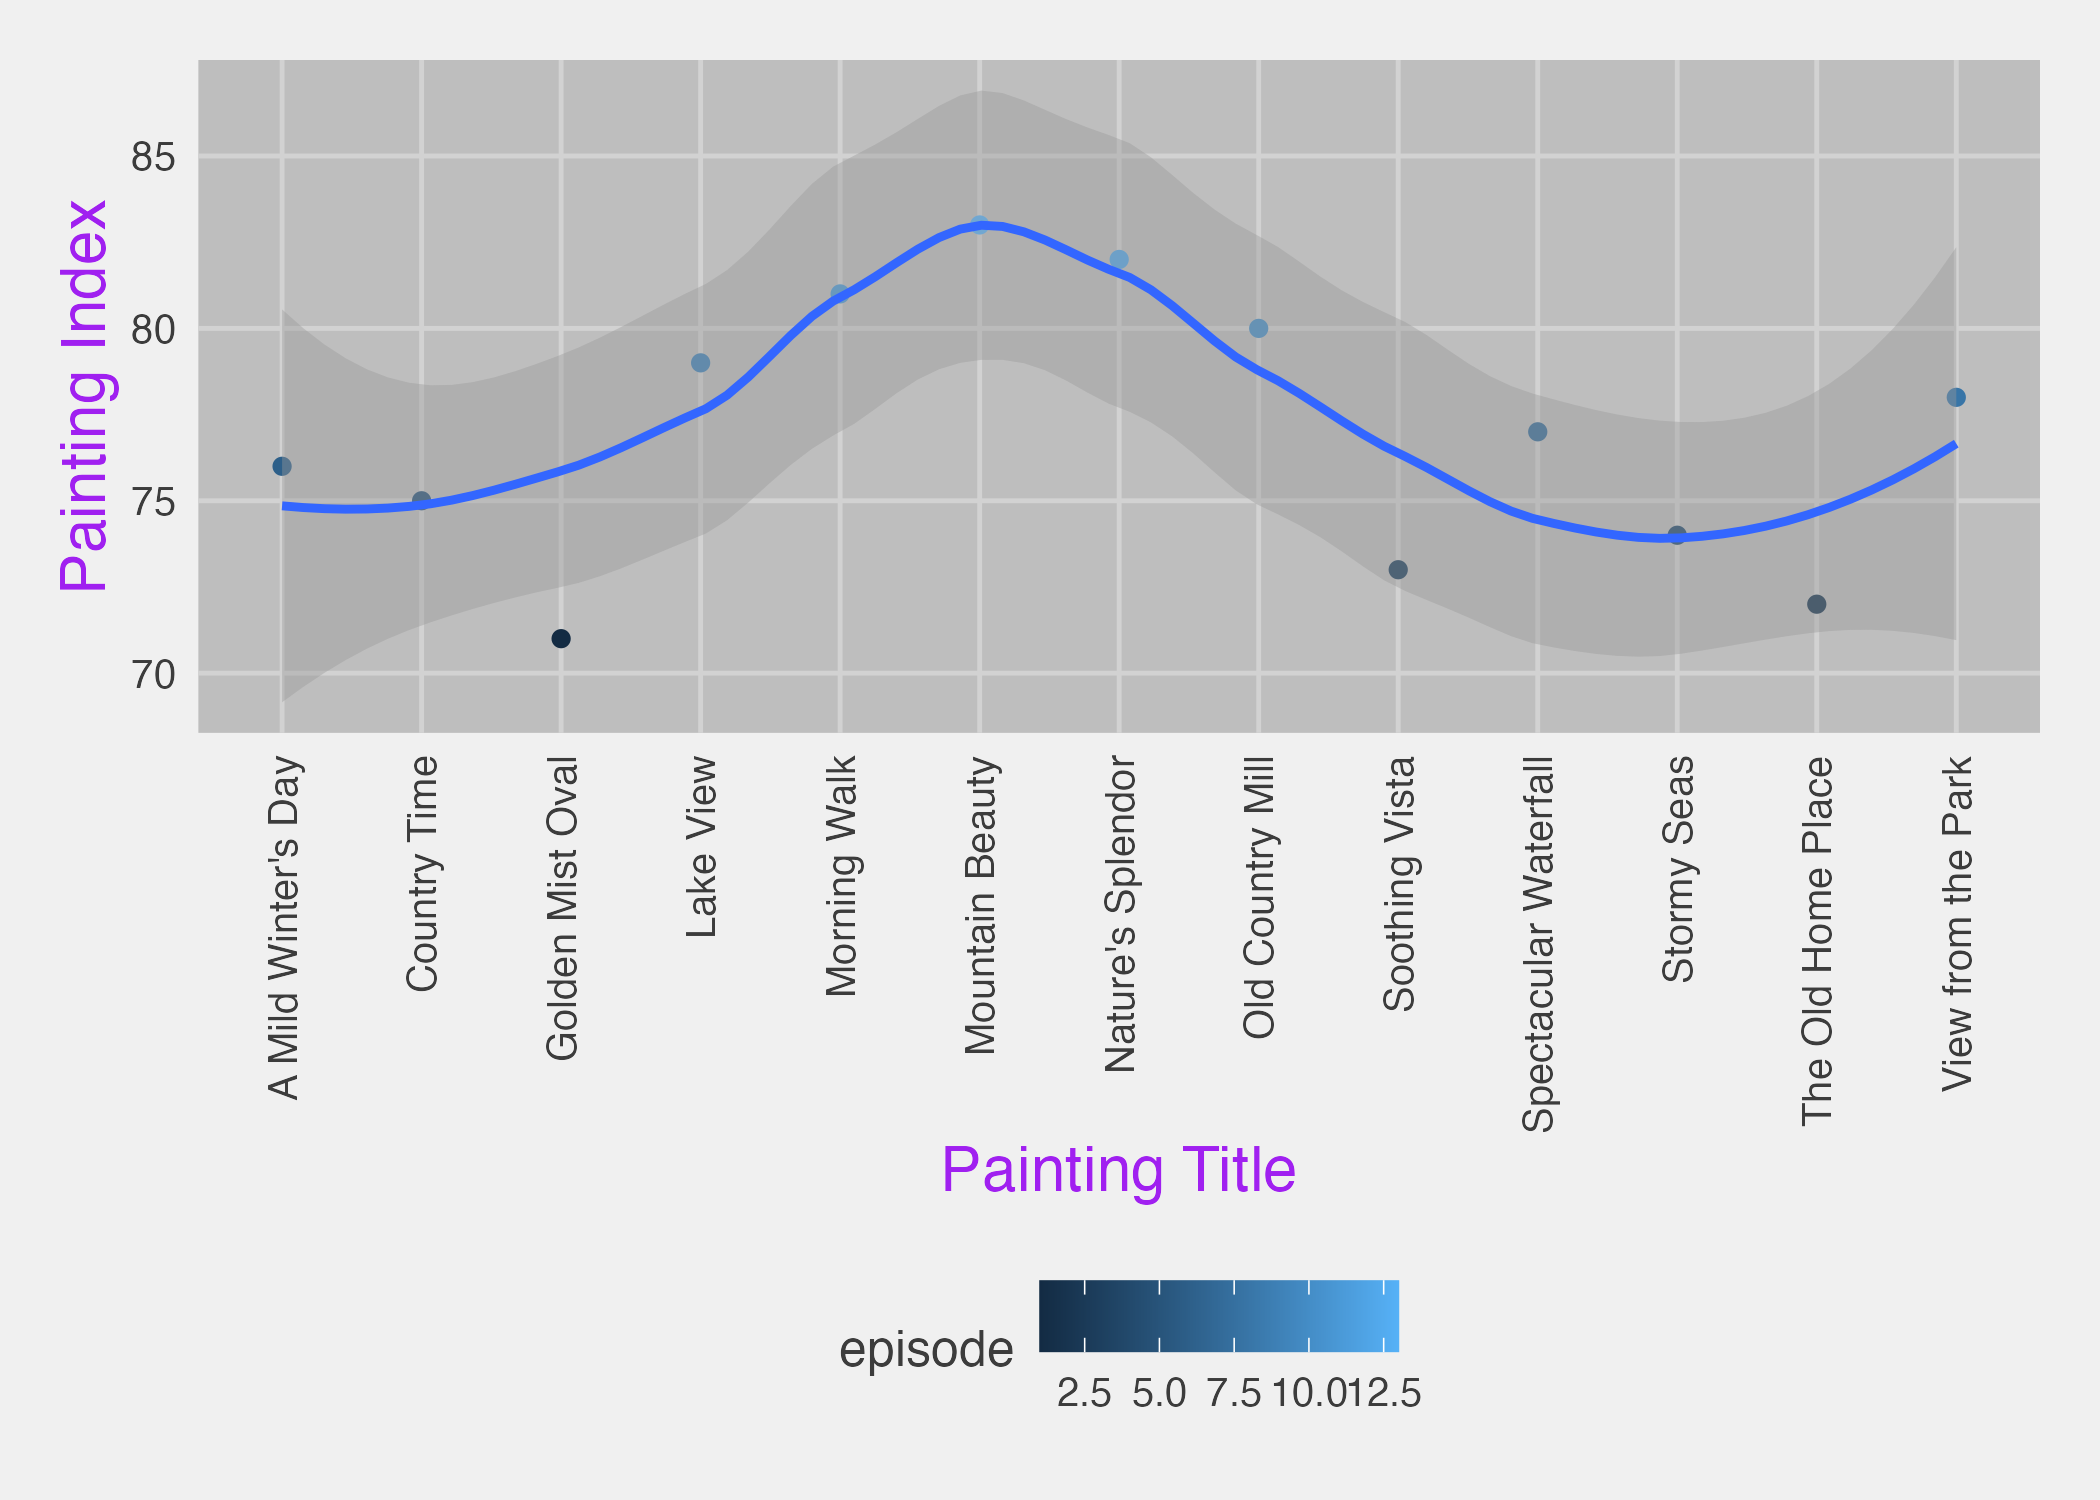 Painting Index
85
80
75
70
A Mild Winter's Day
Country Time
Golden Mist Oval
Lake View
Morning Walk
Mountain Beauty
Nature's Splendor
Old Country Mill
Soothing Vista
Spectacular Waterfall
Stormy Seas
The Old Home Place
View from the Park
Painting Title
episode
2.5 5.0 7.5 10.0 12.5